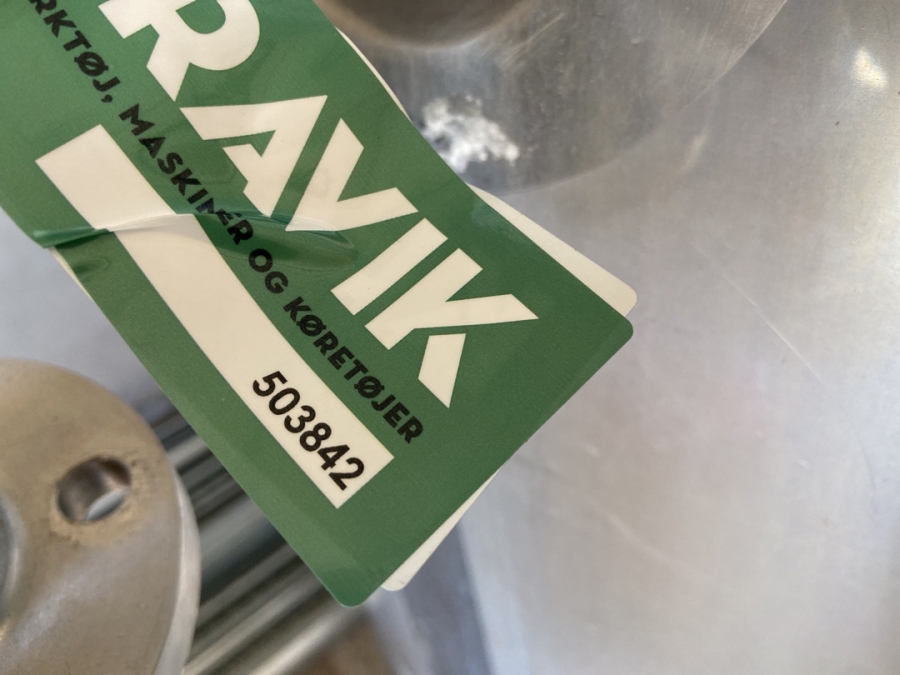 RAVIK
RKTØJ, MASKINER OG KØRETØJER
503842